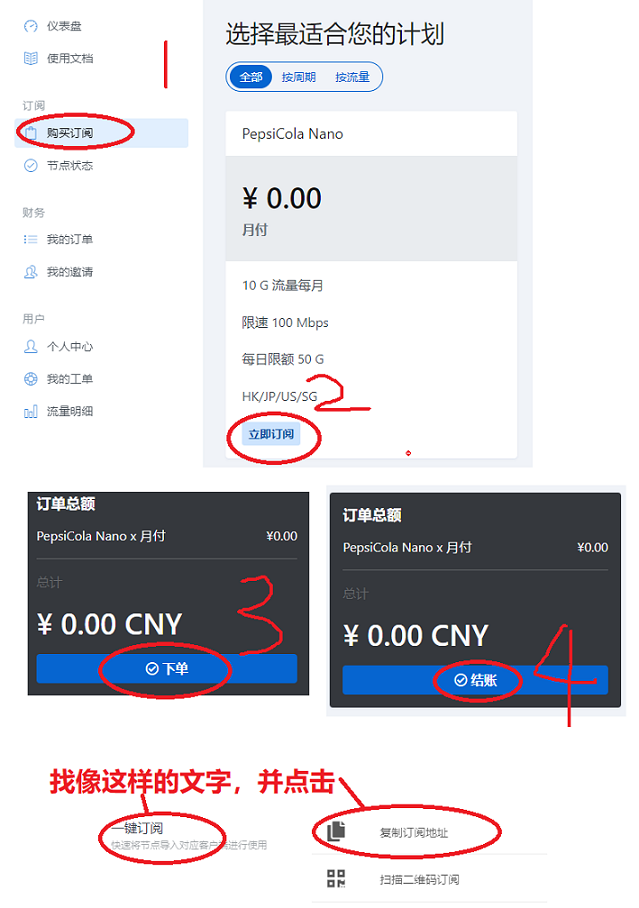 仪表盘
使用文档
1
订阅
购买订阅
节点状态
财务
我的订单
我的邀请
用户
个人中心
我的工单
流量明细
选择最适合您的计划
全部 按周期 按流量
PepsiCola Nano
¥ 0.00
月付
10 G 流量每月
限速 100 Mbps
每日限额 50 G
HK/JP/US/SG
2
立即订阅
订单总额
PepsiCola Nano x 月付 ¥0.00
总计
¥ 0.00 CNY
3
下单
订单总额
PepsiCola Nano x 月付 ¥0.00
总计
¥ 0.00 CNY
4
结账
找像这样的文字，并点击
一键订阅
快速将节点导入对应客户端进行使用
复制订阅地址
扫描二维码订阅